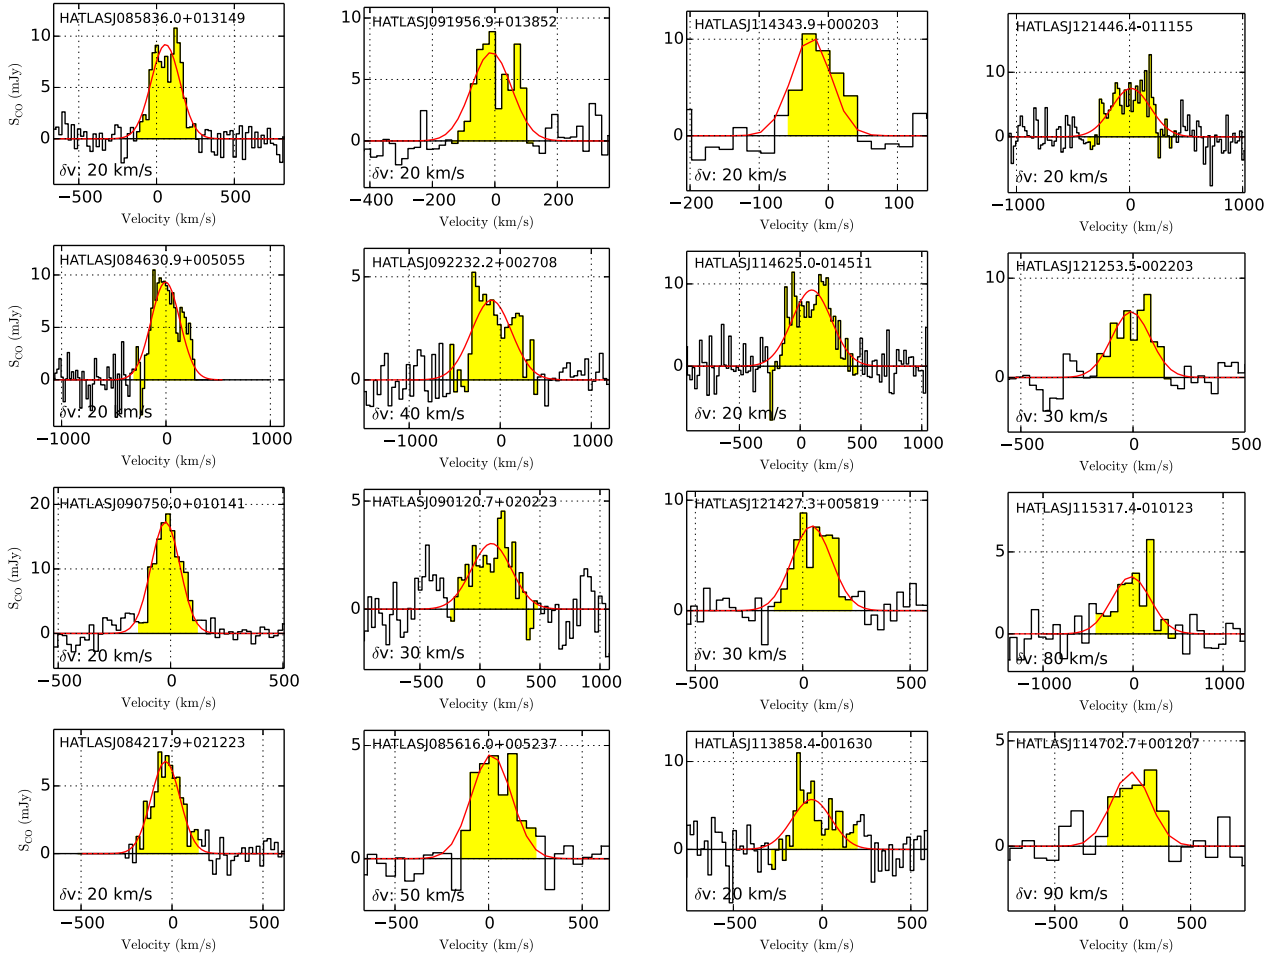 HATLASJ085836.0+013149
10
5
0
S_CO (mJy)
δv: 20 km/s
−500 0 500
Velocity (km/s)
HATLASJ091956.9+013852
10
5
0
δv: 20 km/s
−400 −200 0 200
Velocity (km/s)
HATLASJ114343.9+000203
10
5
0
δv: 20 km/s
−200 −100 0 100
Velocity (km/s)
HATLASJ121446.4-011155
10
0
δv: 20 km/s
−1000 0 1000
Velocity (km/s)
HATLASJ084630.9+005055
10
5
0
S_CO (mJy)
δv: 20 km/s
−1000 0 1000
Velocity (km/s)
HATLASJ092232.2+002708
5
0
δv: 40 km/s
−1000 0 1000
Velocity (km/s)
HATLASJ114625.0-014511
10
5
0
δv: 20 km/s
−500 0 500 1000
Velocity (km/s)
HATLASJ121253.5-002203
10
5
0
δv: 30 km/s
−500 0 500
Velocity (km/s)
HATLASJ090750.0+010141
20
10
0
S_CO (mJy)
δv: 20 km/s
−500 0 500
Velocity (km/s)
HATLASJ090120.7+020223
5
0
δv: 30 km/s
−500 0 500 1000
Velocity (km/s)
HATLASJ121427.3+005819
10
5
0
δv: 30 km/s
−500 0 500
Velocity (km/s)
HATLASJ115317.4-010123
5
0
δv: 80 km/s
−1000 0 1000
Velocity (km/s)
HATLASJ084217.9+021223
5
0
S_CO (mJy)
δv: 20 km/s
−500 0 500
Velocity (km/s)
HATLASJ085616.0+005237
5
0
δv: 50 km/s
−500 0 500
Velocity (km/s)
HATLASJ113858.4-001630
10
5
0
δv: 20 km/s
−500 0 500
Velocity (km/s)
HATLASJ114702.7+001207
5
0
δv: 90 km/s
−500 0 500
Velocity (km/s)